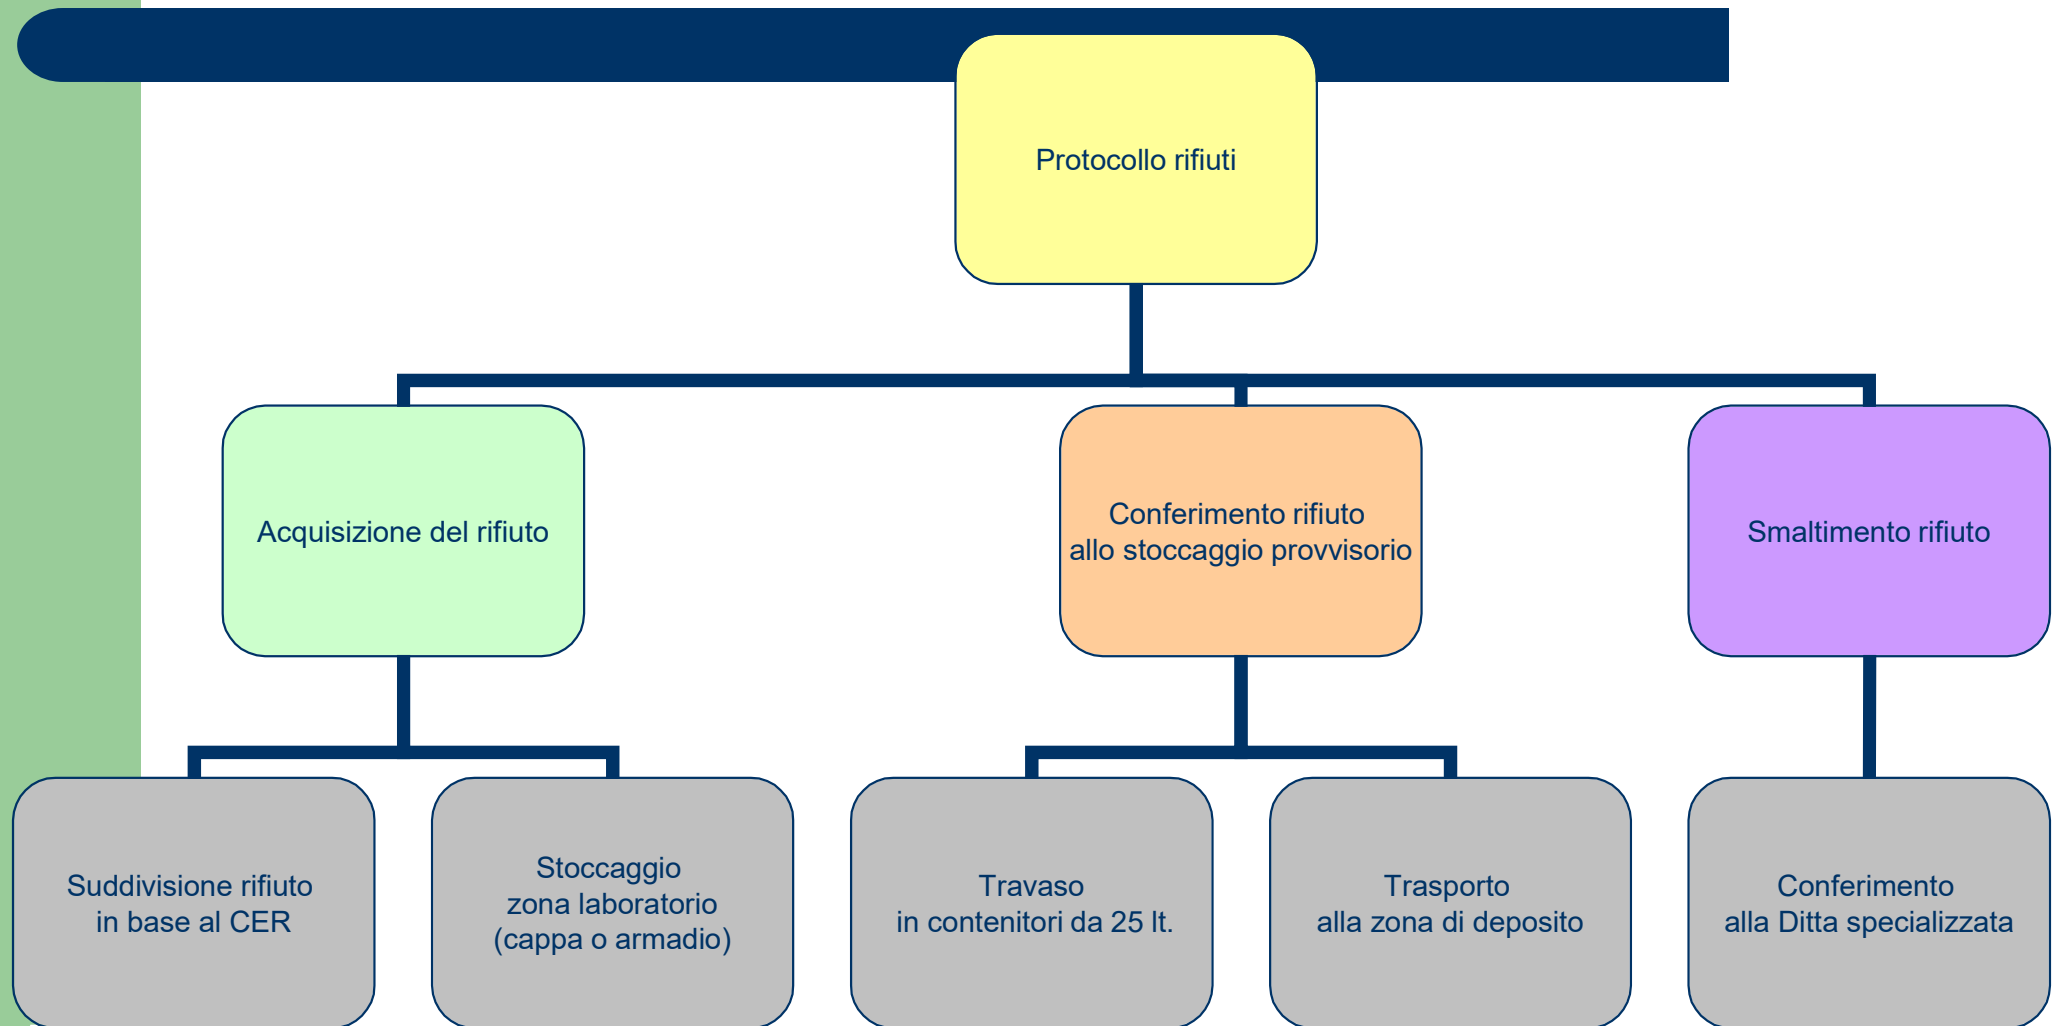 Protocollo rifiuti
Acquisizione del rifiuto
Conferimento rifiuto
allo stoccaggio provvisorio
Smaltimento rifiuto
Suddivisione rifiuto
in base al CER
Stoccaggio
zona laboratorio
(cappa o armadio)
Travaso
in contenitori da 25 lt.
Trasporto
alla zona di deposito
Conferimento
alla Ditta specializzata